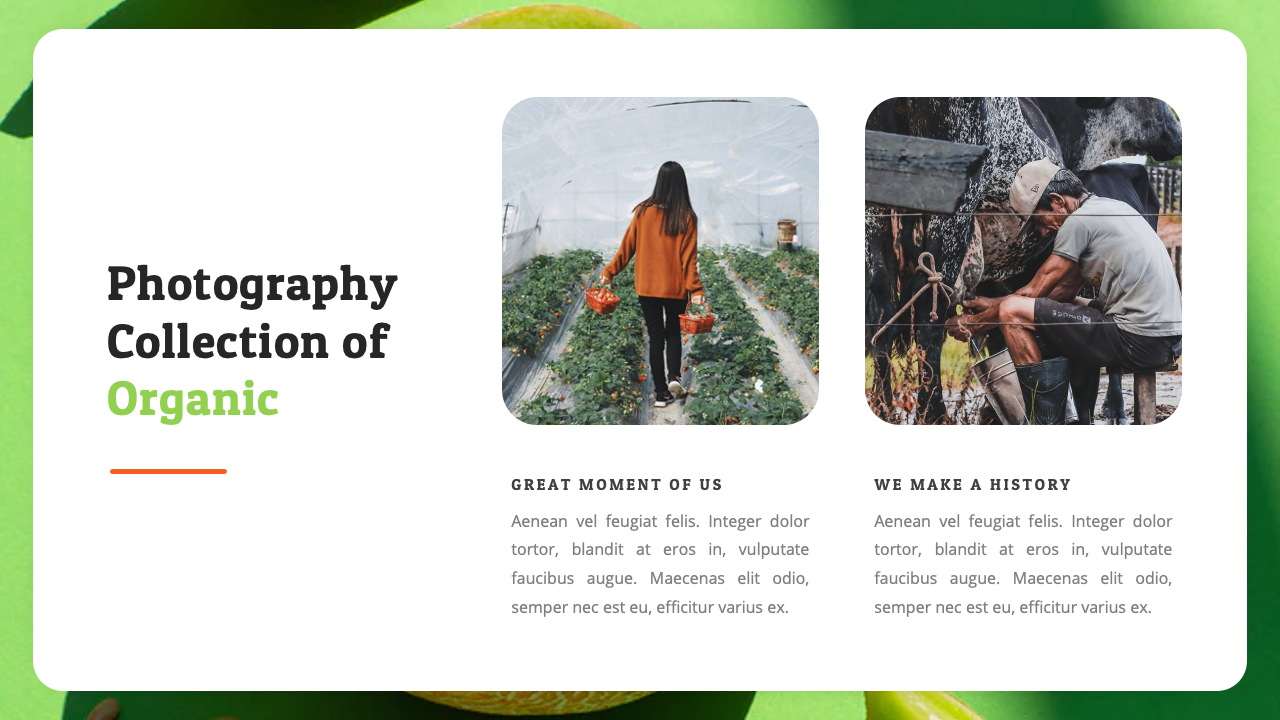 Photography
Collection of
Organic
GREAT MOMENT OF US
Aenean vel feugiat felis. Integer dolor
tortor, blandit at eros in, vulputate
faucibus augue. Maecenas elit odio,
semper nec est eu, efficitur varius ex.
WE MAKE A HISTORY
Aenean vel feugiat felis. Integer dolor
tortor, blandit at eros in, vulputate
faucibus augue. Maecenas elit odio,
semper nec est eu, efficitur varius ex.